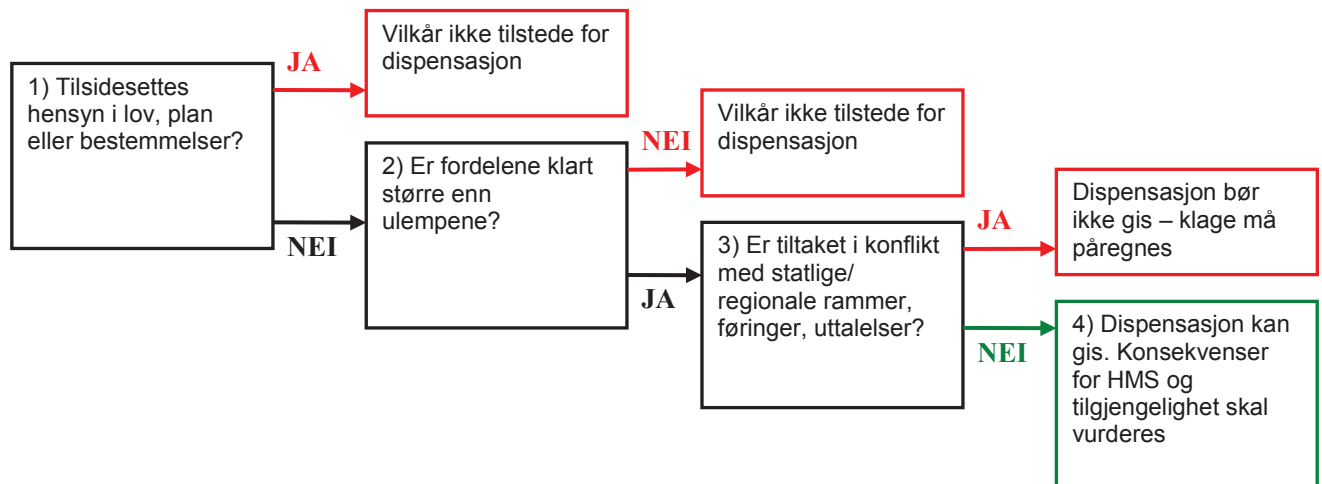 1) Tilsidesettes
hensyn i lov, plan
eller bestemmelser?
JA
Vilkår ikke tilstede for
dispensasjon
NEI
2) Er fordelene klart
større enn
ulempene?
NEI
Vilkår ikke tilstede for
dispensasjon
JA
3) Er tiltaket i konflikt
med statlige/
regionale rammer,
føringer, uttalelser?
JA
Dispensasjon bør
ikke gis – klage må
påregnes
NEI
4) Dispensasjon kan
gis. Konsekvenser
for HMS og
tilgjengelighet skal
vurderes